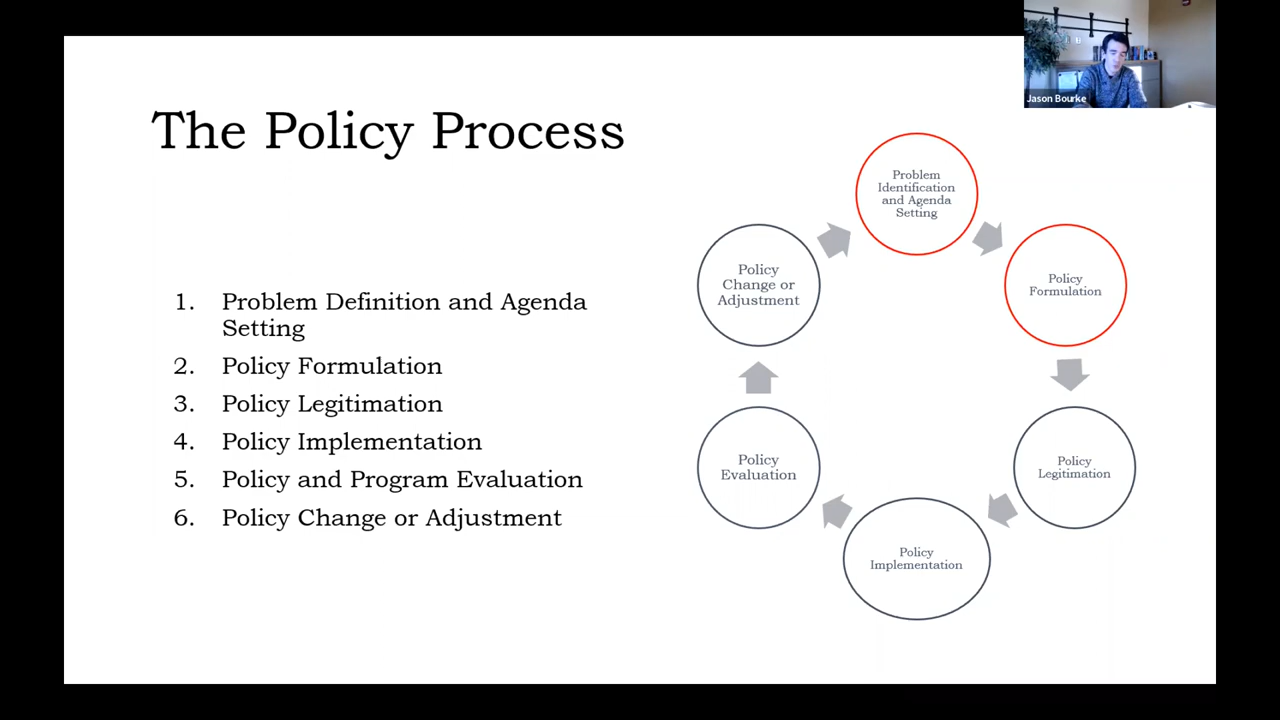 The Policy Process
Jason Bourke
1. Problem Definition and Agenda
Setting
2. Policy Formulation
3. Policy Legitimation
4. Policy Implementation
5. Policy and Program Evaluation
6. Policy Change or Adjustment
Problem
Identification
and Agenda
Setting
Policy
Formulation
Policy
Legitimation
Policy
Implementation
Policy
Evaluation
Policy
Change or
Adjustment